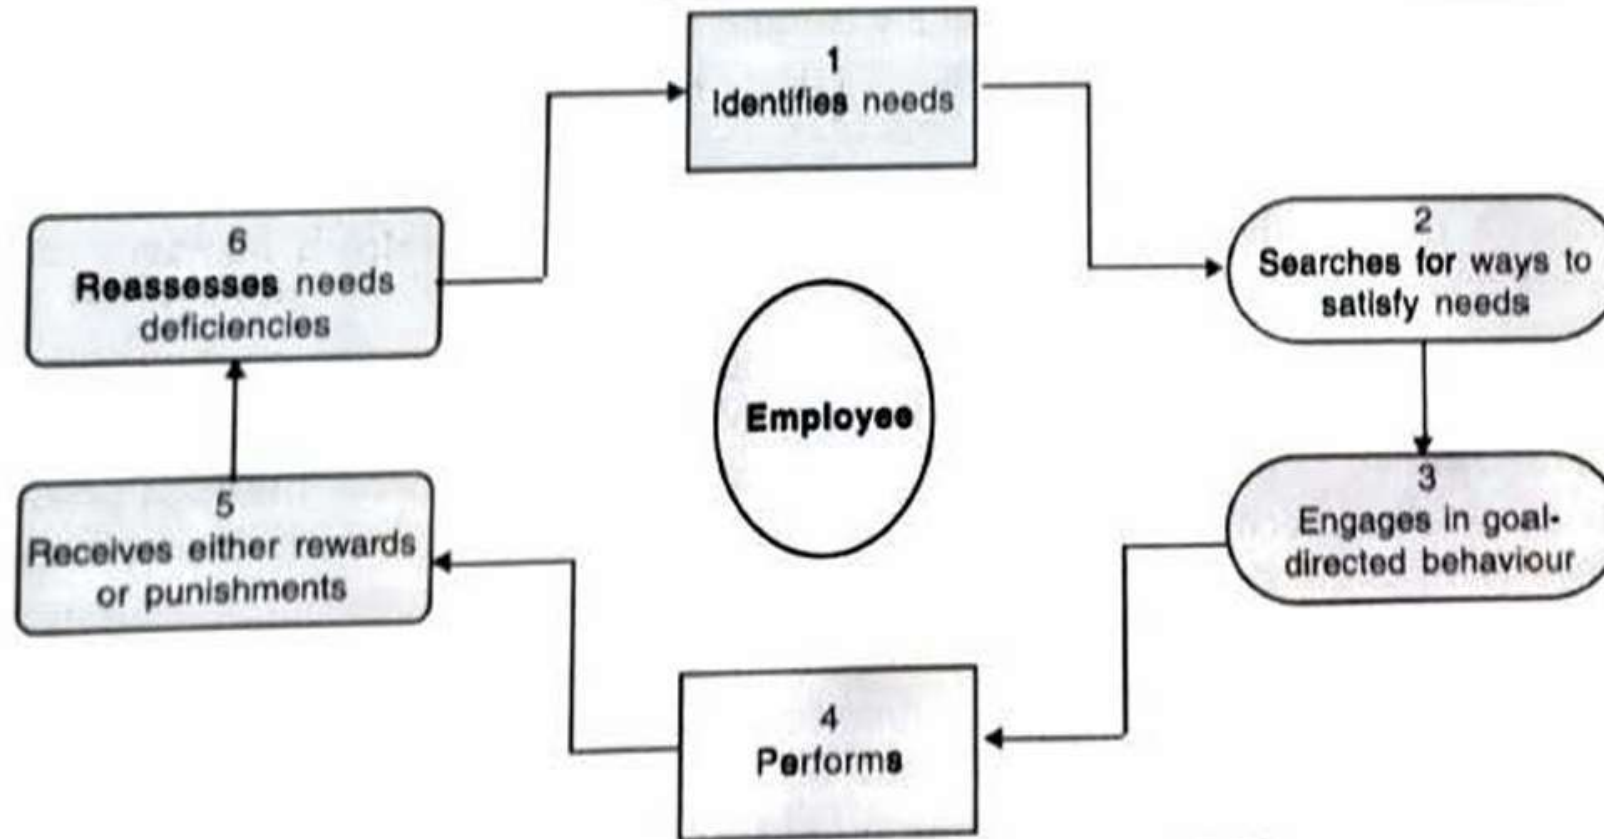 1
Identifies needs
2
Searches for ways to
satisfy needs
3
Engages in goal-
directed behaviour
4
Performs
5
Receives either rewards
or punishments
6
Reassesses needs
deficiencies
Employee